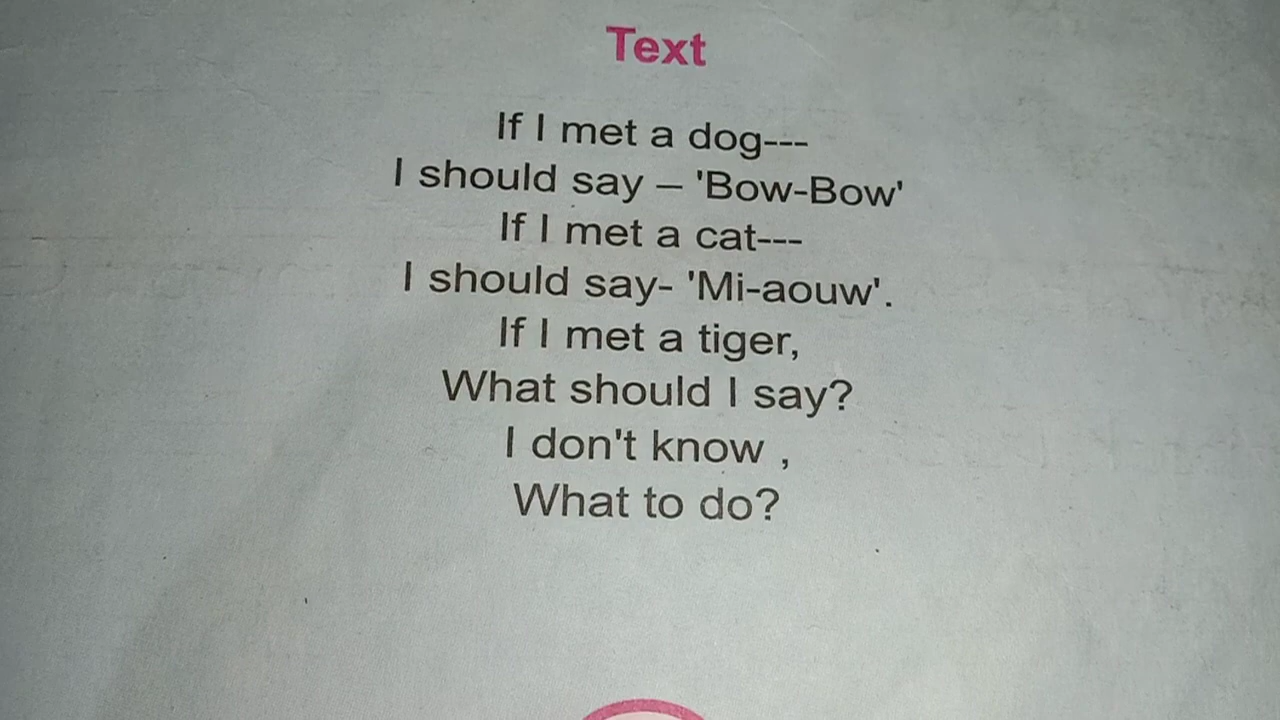 Text
If I met a dog---
I should say – 'Bow-Bow'
If I met a cat---
I should say- 'Mi-aouw'.
If I met a tiger,
What should I say?
I don't know ,
What to do?